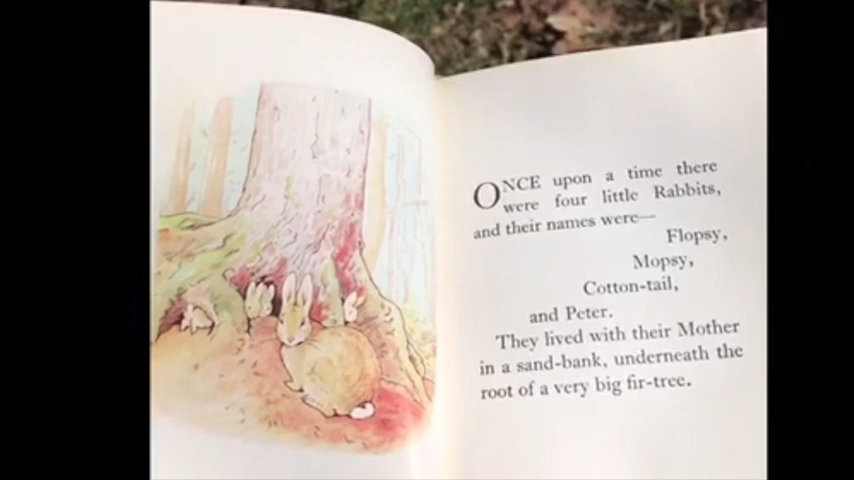 ONCE upon a time there
were four little Rabbits,
and their names were—
Flopsy,
Mopsy,
Cotton-tail,
and Peter.
They lived with their Mother
in a sand-bank, underneath the
root of a very big fir-tree.